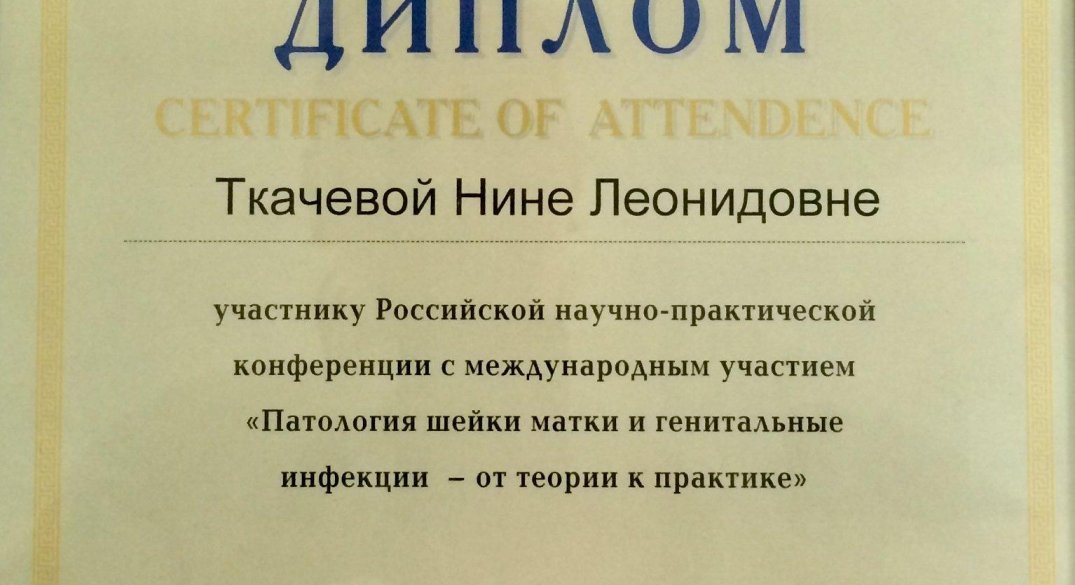 ДИПЛОМ
CERTIFICATE OF ATTENDENCE
Ткачевой Нине Леонидовне
участнику Российской научно-практической
конференции с международным участием
«Патология шейки матки и генитальные
инфекции – от теории к практике»